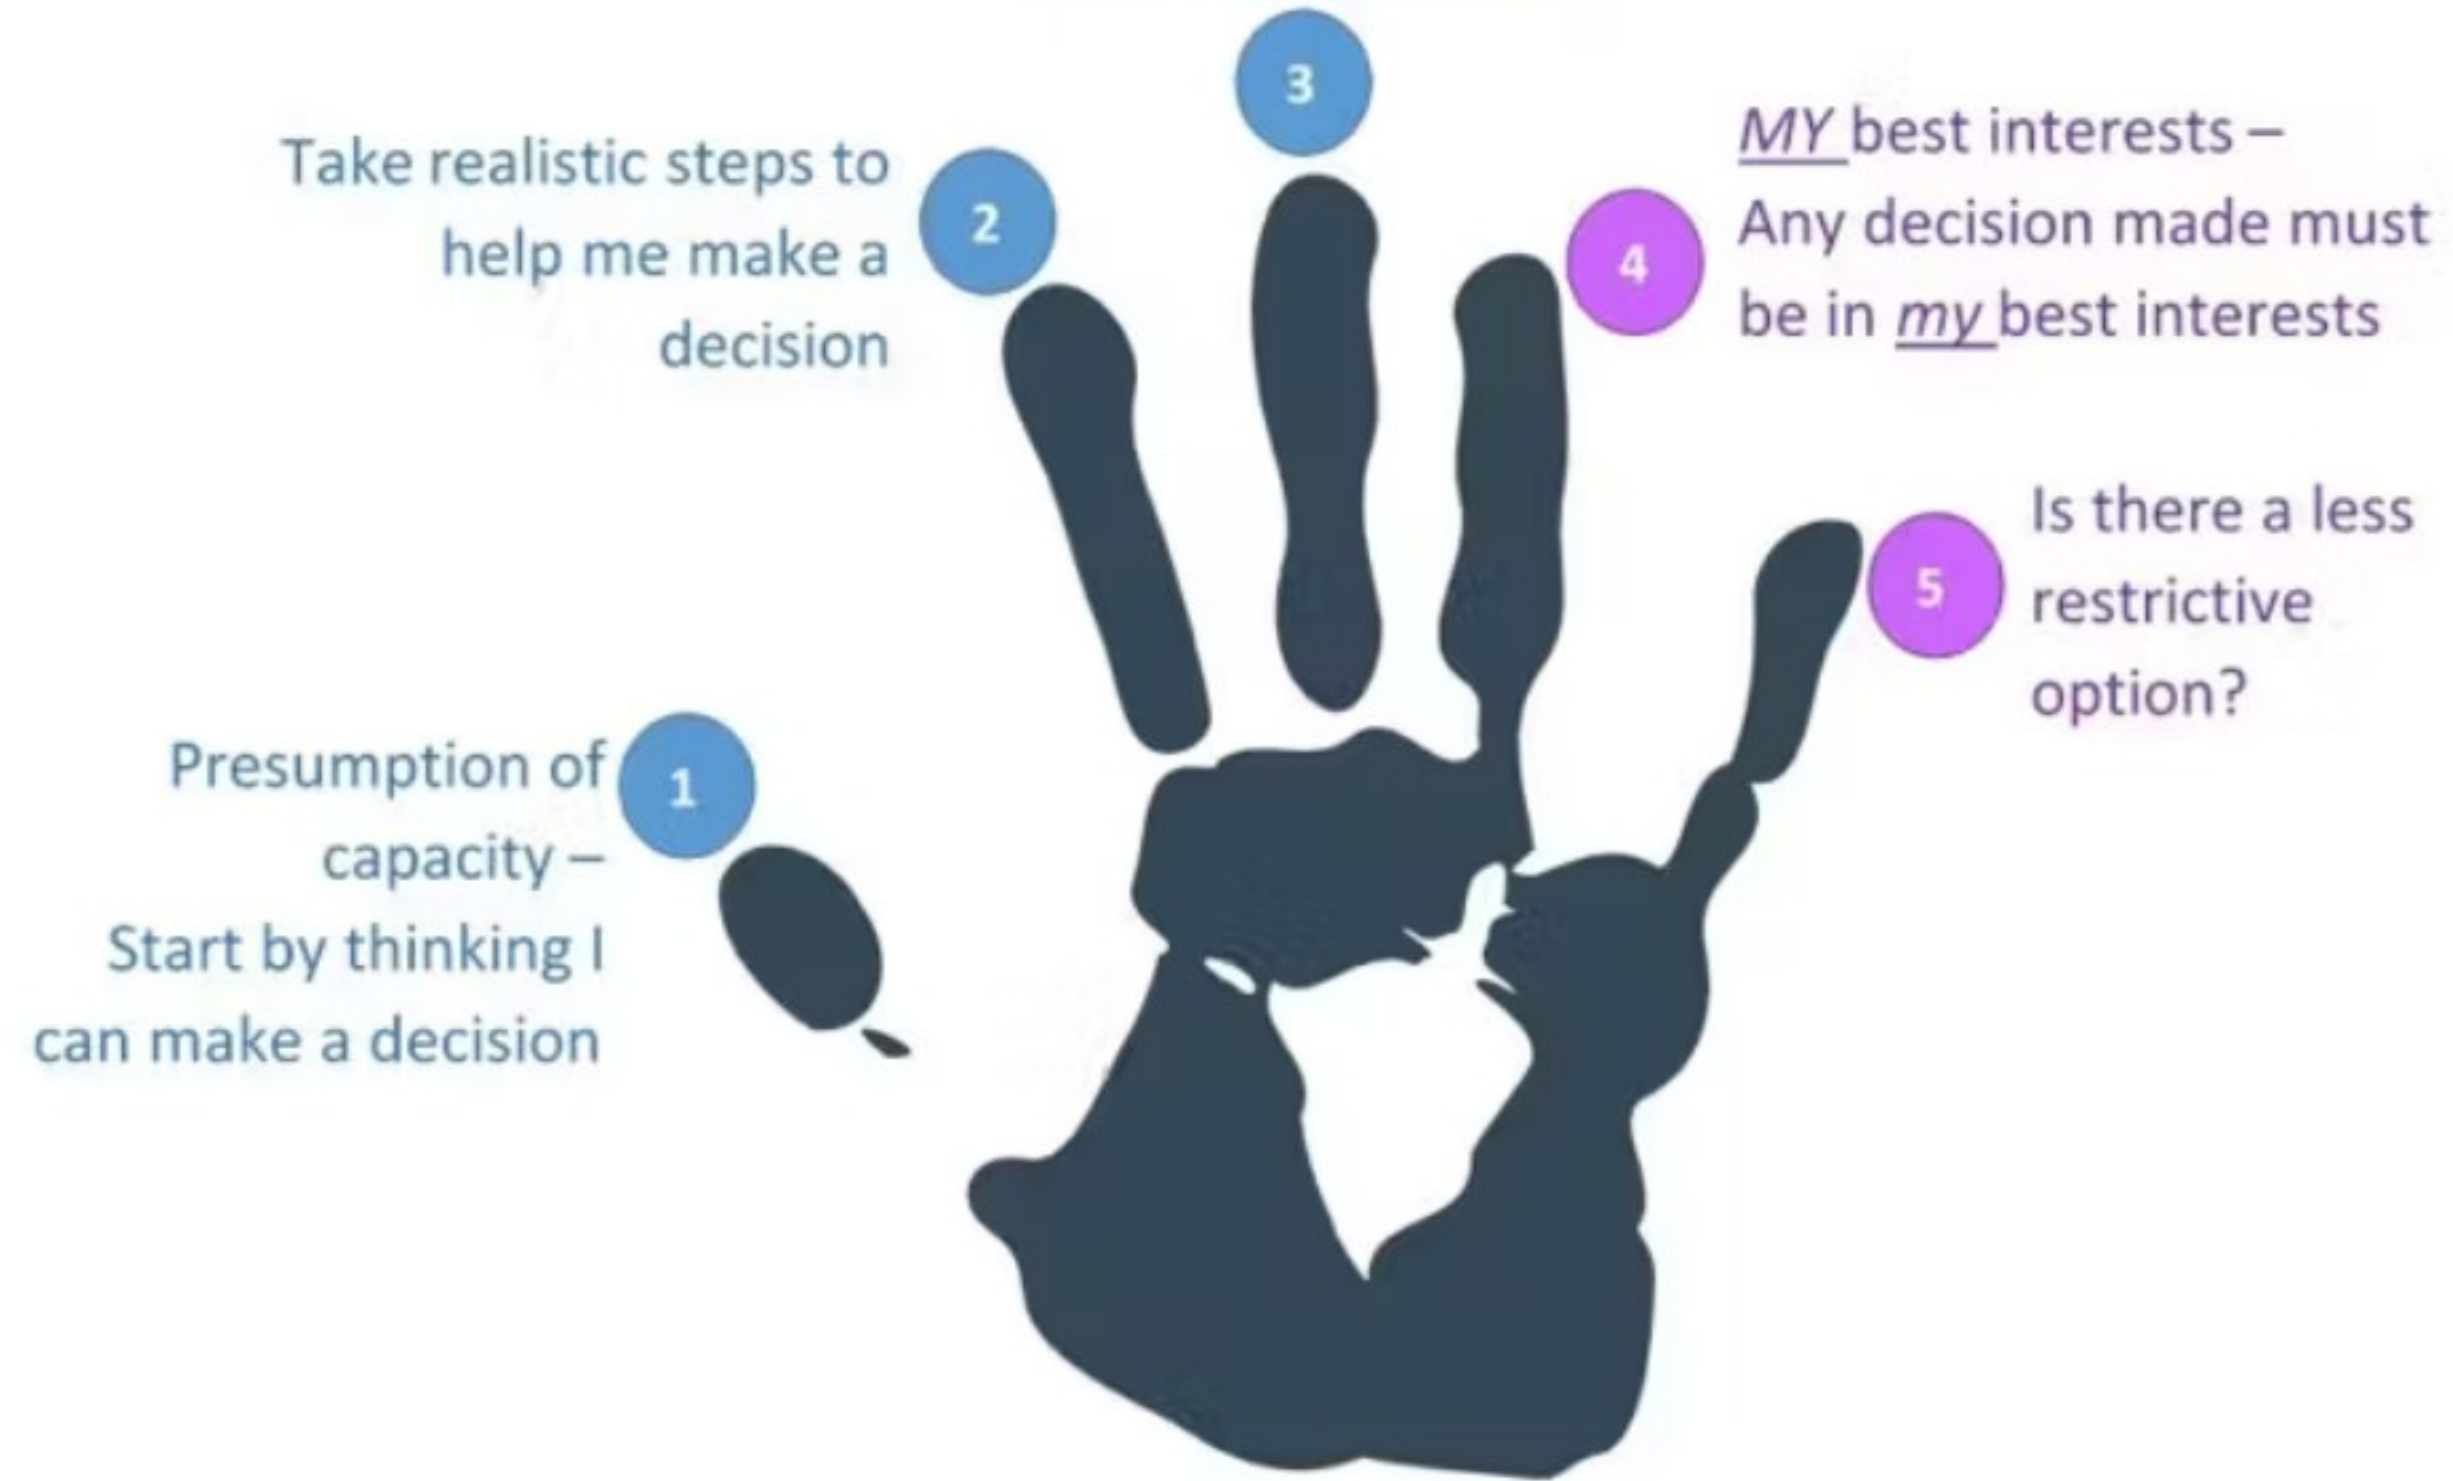 3
Take realistic steps to
help me make a
decision
2
4
MY best interests –
Any decision made must
be in my best interests
5
Is there a less
restrictive
option?
1
Presumption of
capacity –
Start by thinking I
can make a decision